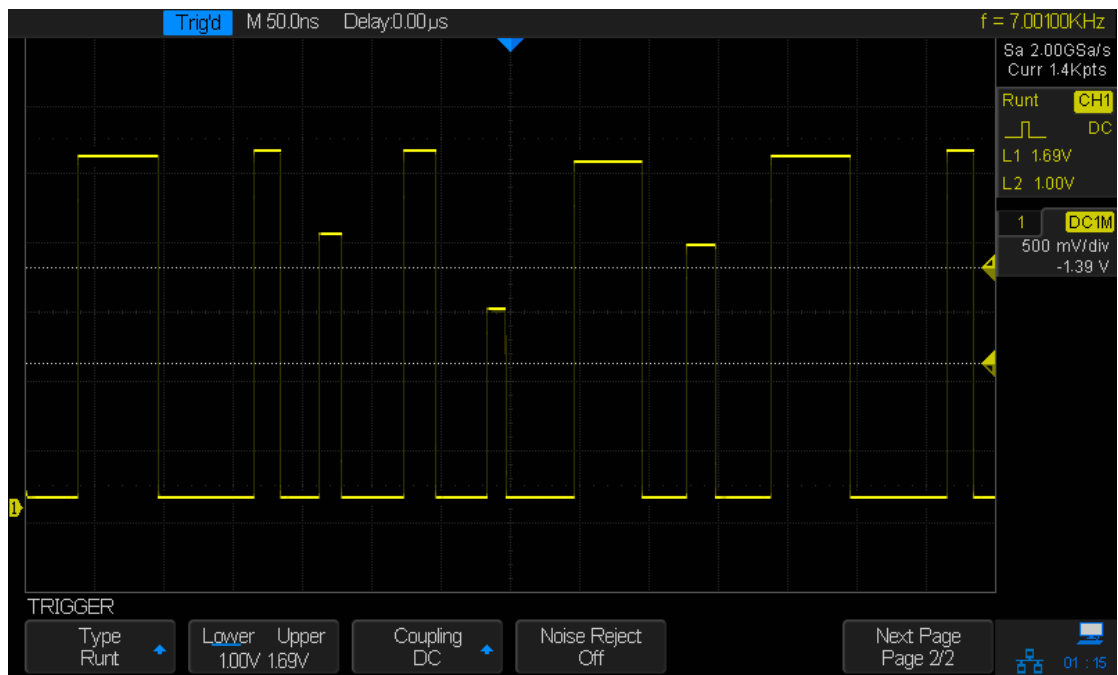 Trig'd M 50.0ns Delay:0.00µs f = 7.00100KHz
Sa 2.00GSa/s
Curr 1.4Kpts
Runt CH1
DC
L1 1.69V
L2 1.00V
1 DC1M
500 mV/div
-1.39 V
1
TRIGGER
Type
Runt
Lower Upper
1.00V 1.69V
Coupling
DC
Noise Reject
Off
Next Page
Page 2/2
01 : 15